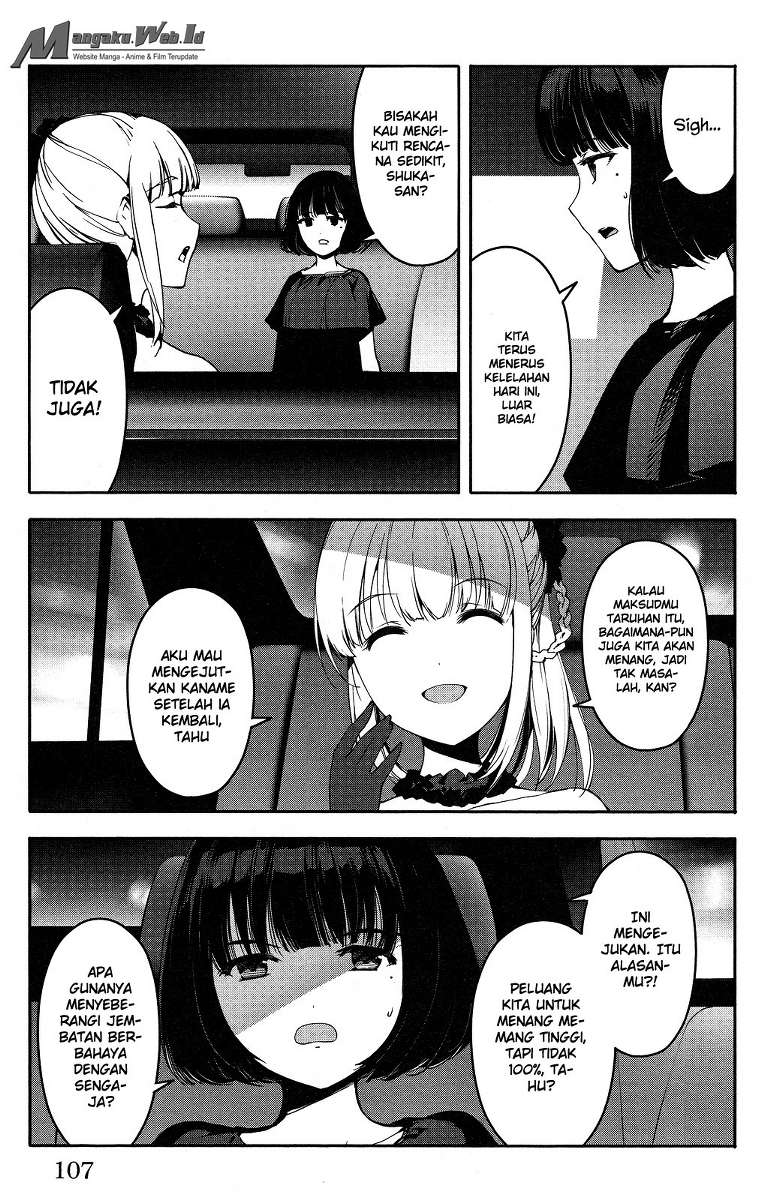 Mangaku.Web.Id
Website Manga - Anime & Film Terupdate
Sigh...
KITA
TERUS
MENERUS
KELELAHAN
HARI INI,
LUAR
BIASA!
BISAKAH
KAU MENGI-
KUTI RENCA-
NA SEDIKIT,
SHUKA-
SAN?
TIDAK
JUGA!
KALAU
MAKSUDMU
TARUHAN ITU,
BAGAIMANA-PUN
JUGA KITA AKAN
MENANG, JADI
TAK MASA-
LAH, KAN?
AKU MAU
MENGEJUT-
KAN KANAME
SETELAH IA
KEMBALI,
TAHU
INI
MENGE-
JUKAN. ITU
ALASAN-
MU?!
PELUANG
KITA UNTUK
MENANG ME-
MANG TINGGI,
TAPI TIDAK
100%, TA-
HU?
APA
GUNANYA
MENYEBE-
RANGI JEM-
BATAN BER-
BAHAYA
DENGAN
SENGA-
JA?
107